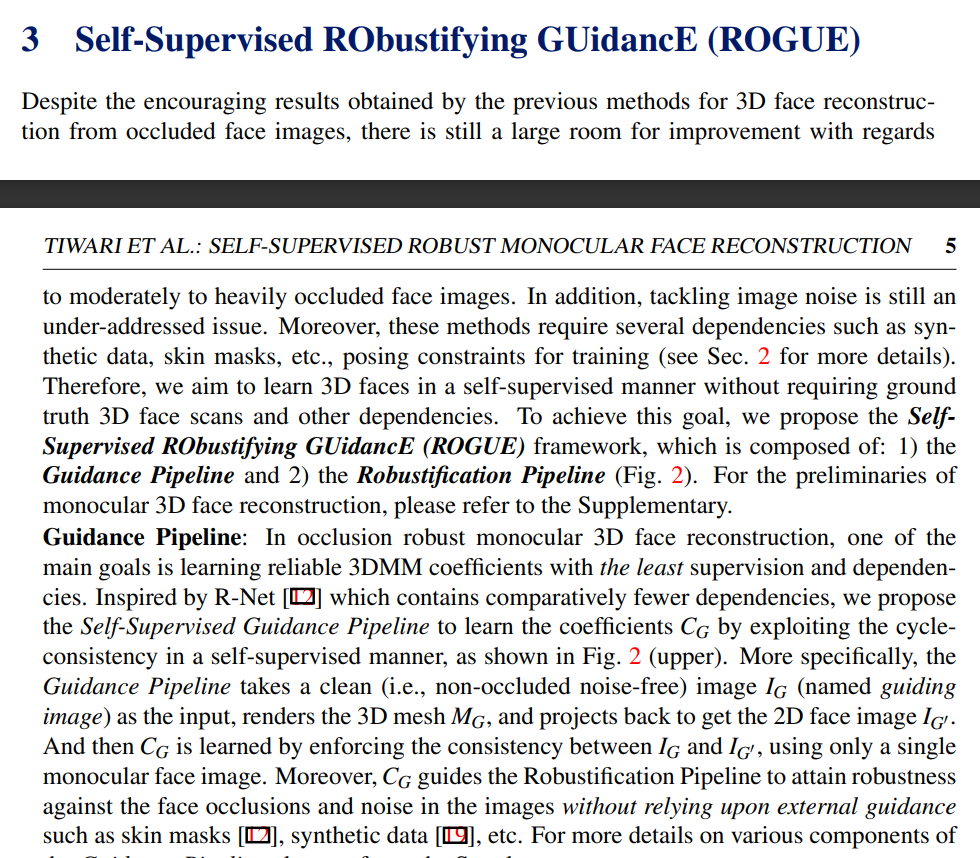 3 Self-Supervised RObustifying GUidancE (ROGUE)
Despite the encouraging results obtained by the previous methods for 3D face reconstruc-
tion from occluded face images, there is still a large room for improvement with regards
TIWARI ET AL.: SELF-SUPERVISED ROBUST MONOCULAR FACE RECONSTRUCTION 5
to moderately to heavily occluded face images. In addition, tackling image noise is still an
under-addressed issue. Moreover, these methods require several dependencies such as syn-
thetic data, skin masks, etc., posing constraints for training (see Sec. 2 for more details).
Therefore, we aim to learn 3D faces in a self-supervised manner without requiring ground
truth 3D face scans and other dependencies. To achieve this goal, we propose the Self-
Supervised RObustifying GUidancE (ROGUE) framework, which is composed of: 1) the
Guidance Pipeline and 2) the Robustification Pipeline (Fig. 2). For the preliminaries of
monocular 3D face reconstruction, please refer to the Supplementary.
Guidance Pipeline: In occlusion robust monocular 3D face reconstruction, one of the
main goals is learning reliable 3DMM coefficients with the least supervision and dependen-
cies. Inspired by R-Net [12] which contains comparatively fewer dependencies, we propose
the Self-Supervised Guidance Pipeline to learn the coefficients C_G by exploiting the cycle-
consistency in a self-supervised manner, as shown in Fig. 2 (upper). More specifically, the
Guidance Pipeline takes a clean (i.e., non-occluded noise-free) image I_G (named guiding
image) as the input, renders the 3D mesh M_G, and projects back to get the 2D face image I_G′.
And then C_G is learned by enforcing the consistency between I_G and I_G′, using only a single
monocular face image. Moreover, C_G guides the Robustification Pipeline to attain robustness
against the face occlusions and noise in the images without relying upon external guidance
such as skin masks [12], synthetic data [19], etc. For more details on various components of